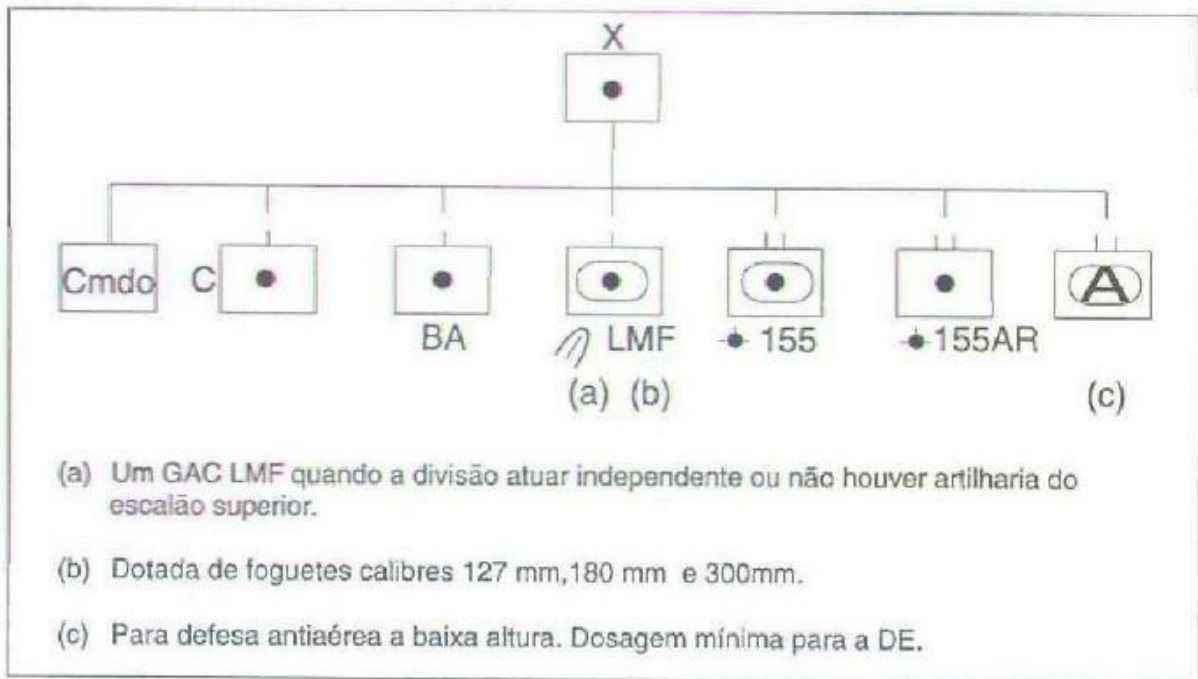 X
Cmdo
C
A
BA
LMF
155
155AR
(a) (b)
(c)
(a) Um GAC LMF quando a divisão atuar independente ou não houver artilharia do
escalão superior.
(b) Dotada de foguetes calibres 127 mm,180 mm e 300mm.
(c) Para defesa antiaérea a baixa altura. Dosagem mínima para a DE.